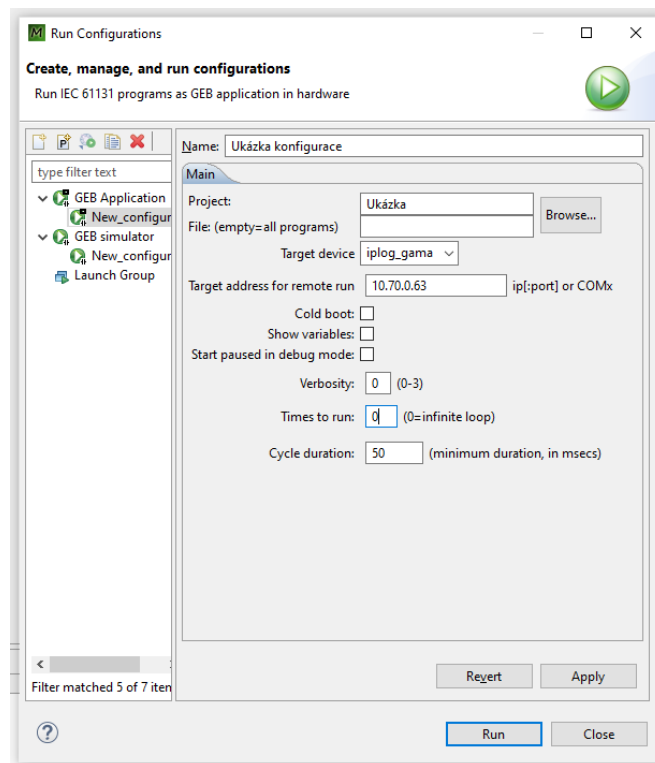 Run Configurations
Create, manage, and run configurations
Run IEC 61131 programs as GEB application in hardware
type filter text
GEB Application
New_configur
GEB simulator
New_configur
Launch Group
Filter matched 5 of 7 iten
Name: Ukázka konfigurace
Main
Project: Ukázka
Browse...
File: (empty=all programs)
Target device iplog_gama
Target address for remote run 10.70.0.63 ip[:port] or COMx
Cold boot:
Show variables:
Start paused in debug mode:
Verbosity: 0 (0-3)
Times to run: 0 (0=infinite loop)
Cycle duration: 50 (minimum duration, in msecs)
Revert Apply
Run Close